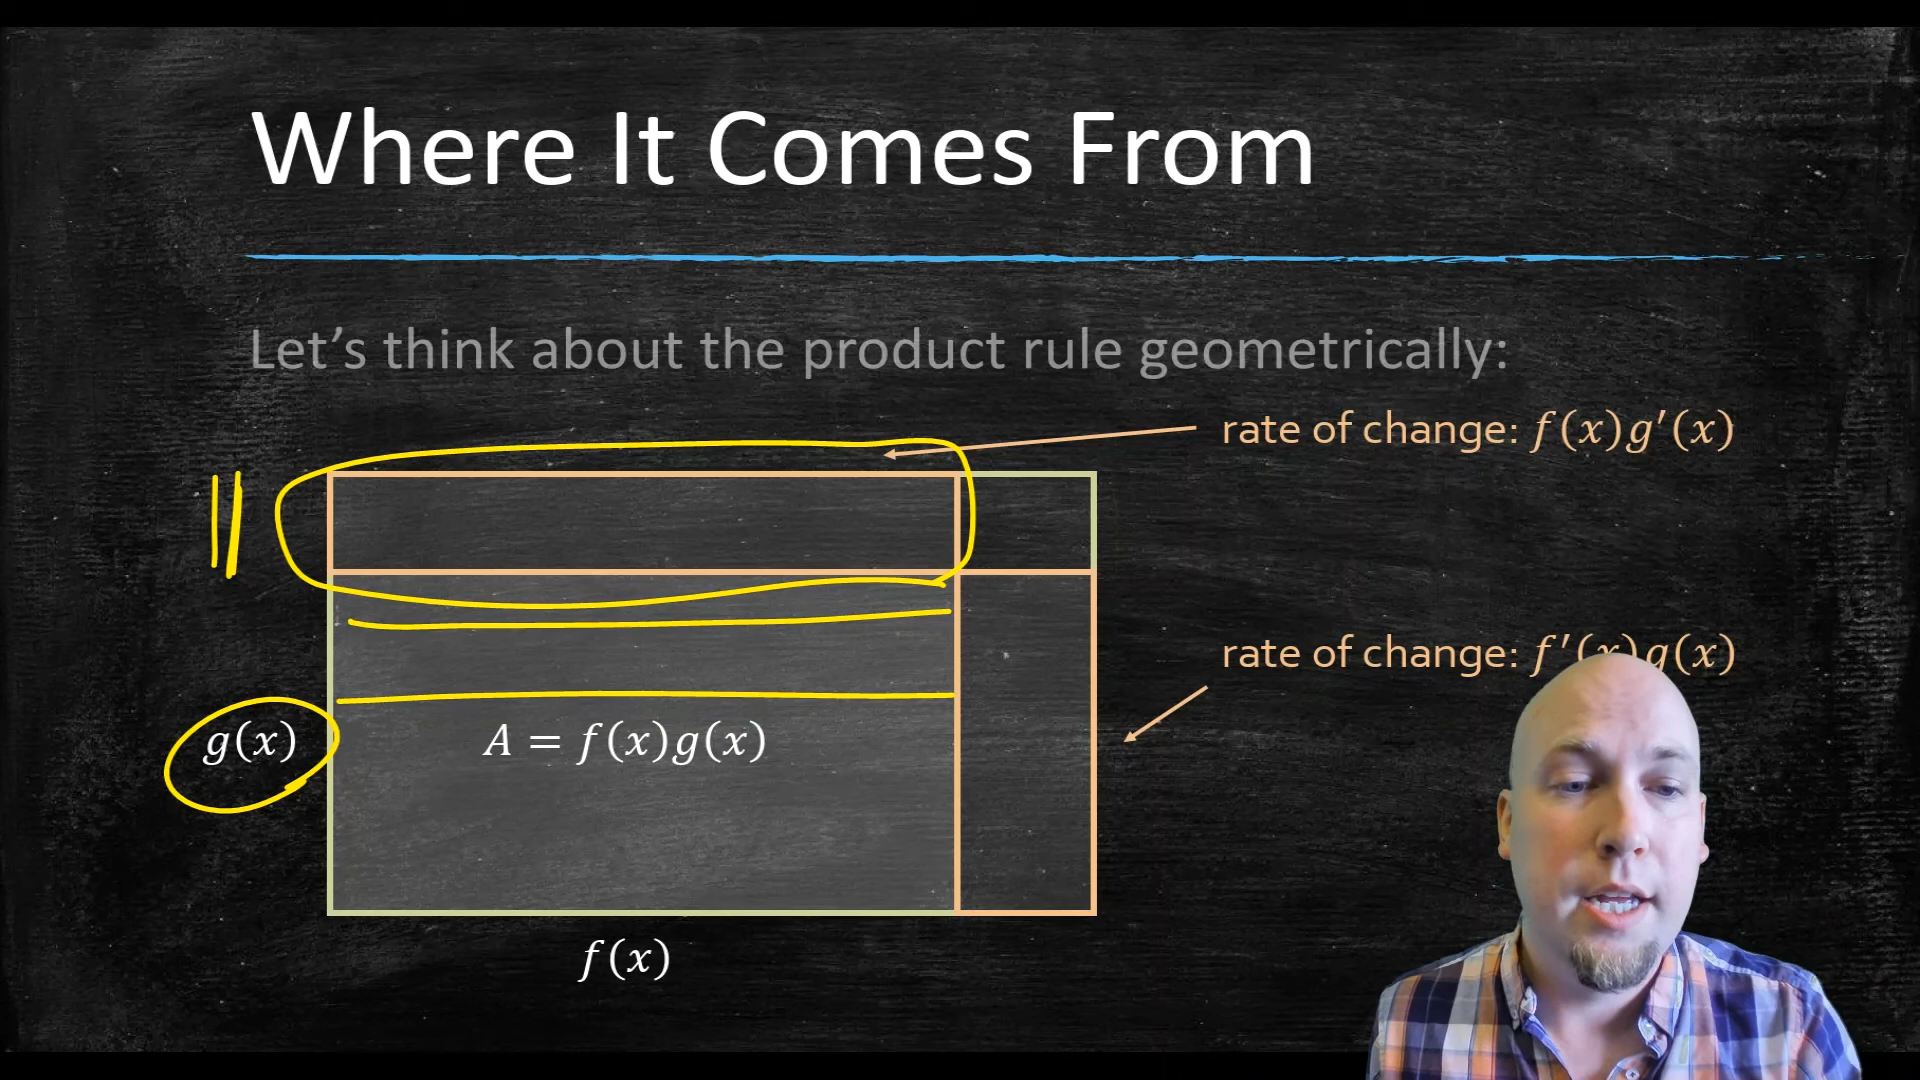 Where It Comes From
Let's think about the product rule geometrically:
rate of change: f(x)g′(x)
rate of change: f′(x)g(x)
g(x)
A = f(x)g(x)
f(x)